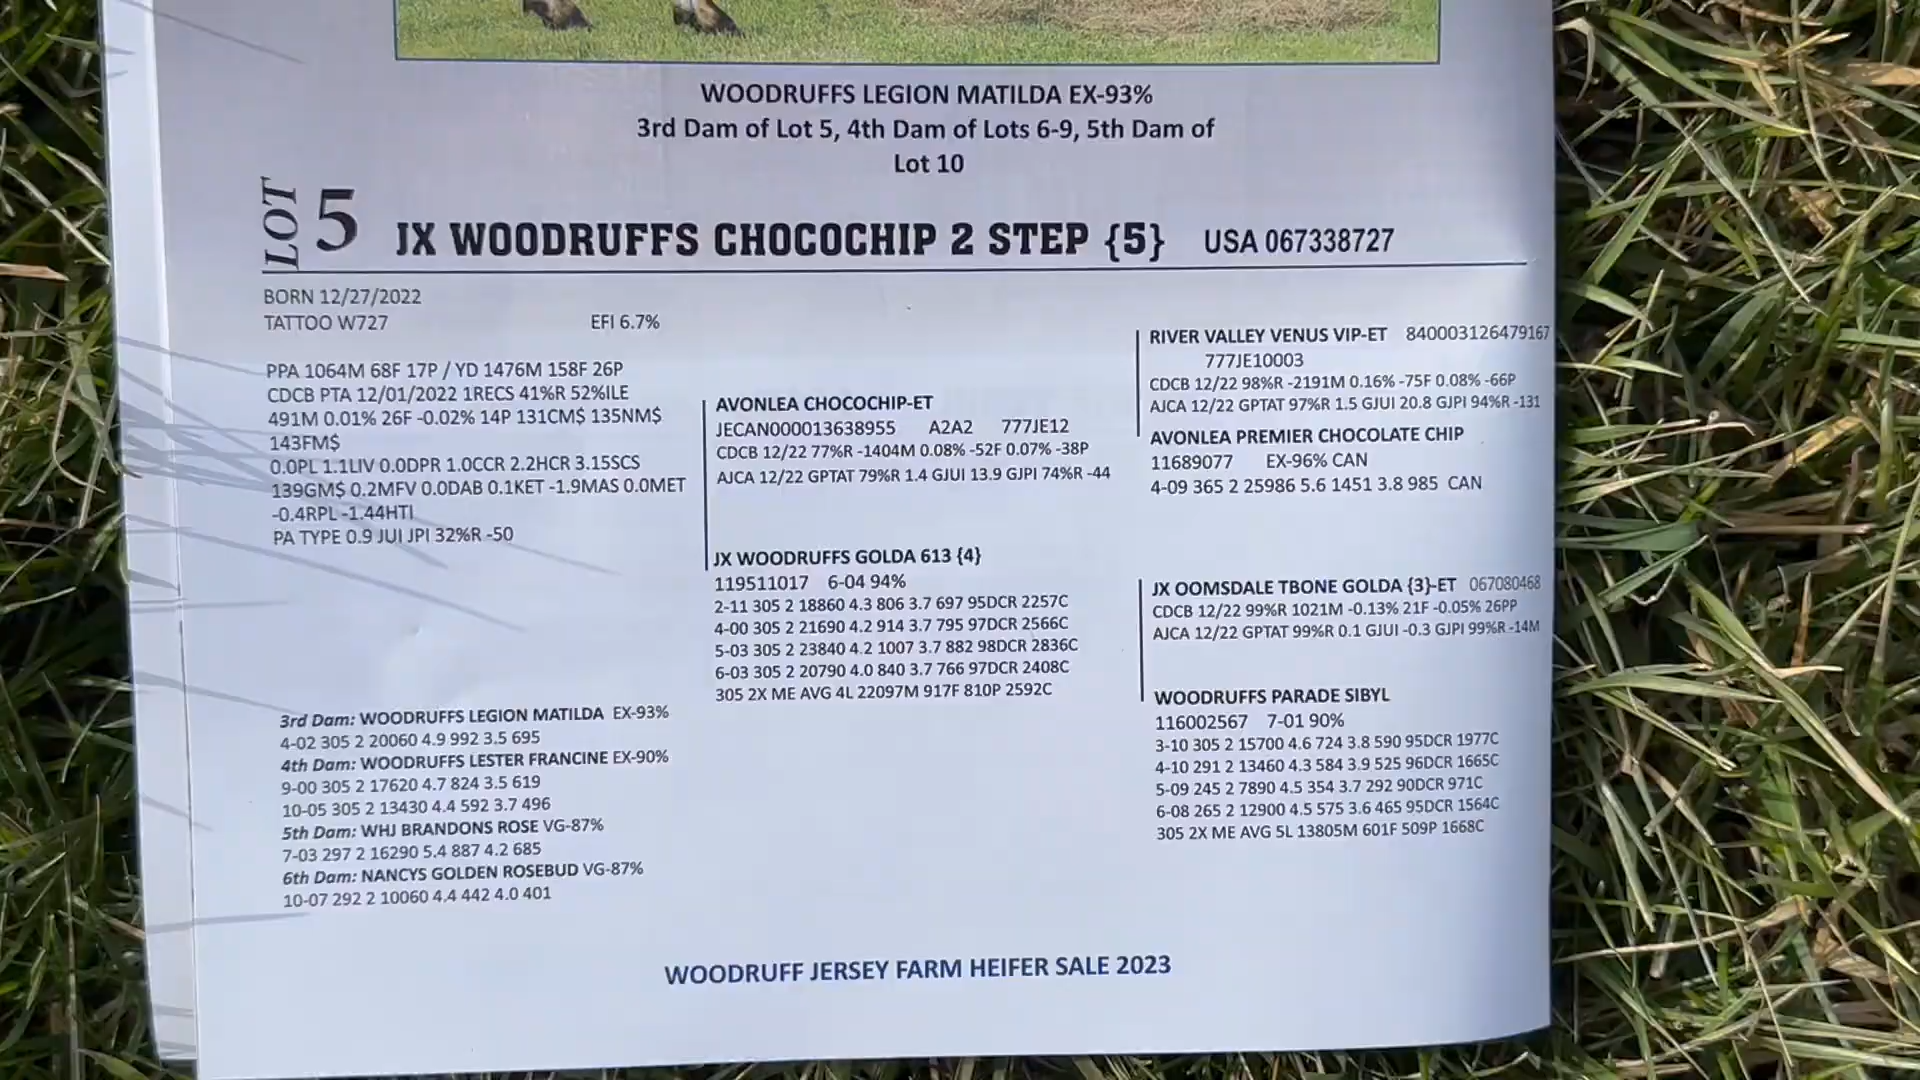 WOODRUFFS LEGION MATILDA EX-93%
3rd Dam of Lot 5, 4th Dam of Lots 6-9, 5th Dam of
Lot 10
LOT 5 JX WOODRUFFS CHOCOCHIP 2 STEP {5} USA 067338727
BORN 12/27/2022
TATTOO W727 EFI 6.7%
PPA 1064M 68F 17P / YD 1476M 158F 26P
CDCB PTA 12/01/2022 1RECS 41%R 52%ILE
491M 0.01% 26F -0.02% 14P 131CM$ 135NM$
143FM$
0.0PL 1.1LIV 0.0DPR 1.0CCR 2.2HCR 3.15SCS
139GM$ 0.2MFV 0.0DAB 0.1KET -1.9MAS 0.0MET
-0.4RPL -1.44HTI
PA TYPE 0.9 JUI JPI 32%R -50
3rd Dam: WOODRUFFS LEGION MATILDA EX-93%
4-02 305 2 20060 4.9 992 3.5 695
4th Dam: WOODRUFFS LESTER FRANCINE EX-90%
9-00 305 2 17620 4.7 824 3.5 619
10-05 305 2 13430 4.4 592 3.7 496
5th Dam: WHJ BRANDONS ROSE VG-87%
7-03 297 2 16290 5.4 887 4.2 685
6th Dam: NANCYS GOLDEN ROSEBUD VG-87%
10-07 292 2 10060 4.4 442 4.0 401
AVONLEA CHOCOCHIP-ET
JECAN000013638955 A2A2 777JE12
CDCB 12/22 77%R -1404M 0.08% -52F 0.07% -38P
AJCA 12/22 GPTAT 79%R 1.4 GJUI 13.9 GJPI 74%R -44
JX WOODRUFFS GOLDA 613 {4}
119511017 6-04 94%
2-11 305 2 18860 4.3 806 3.7 697 95DCR 2257C
4-00 305 2 21690 4.2 914 3.7 795 97DCR 2566C
5-03 305 2 23840 4.2 1007 3.7 882 98DCR 2836C
6-03 305 2 20790 4.0 840 3.7 766 97DCR 2408C
305 2X ME AVG 4L 22097M 917F 810P 2592C
RIVER VALLEY VENUS VIP-ET 840003126479167
777JE10003
CDCB 12/22 98%R -2191M 0.16% -75F 0.08% -66P
AJCA 12/22 GPTAT 97%R 1.5 GJUI 20.8 GJPI 94%R -131
AVONLEA PREMIER CHOCOLATE CHIP
11689077 EX-96% CAN
4-09 365 2 25986 5.6 1451 3.8 985 CAN
JX OOMSDALE TBONE GOLDA {3}-ET 067080468
CDCB 12/22 99%R 1021M -0.13% 21F -0.05% 26PP
AJCA 12/22 GPTAT 99%R 0.1 GJUI -0.3 GJPI 99%R -14M
WOODRUFFS PARADE SIBYL
116002567 7-01 90%
3-10 305 2 15700 4.6 724 3.8 590 95DCR 1977C
4-10 291 2 13460 4.3 584 3.9 525 96DCR 1665C
5-09 245 2 7890 4.5 354 3.7 292 90DCR 971C
6-08 265 2 12900 4.5 575 3.6 465 95DCR 1564C
305 2X ME AVG 5L 13805M 601F 509P 1668C
WOODRUFF JERSEY FARM HEIFER SALE 2023